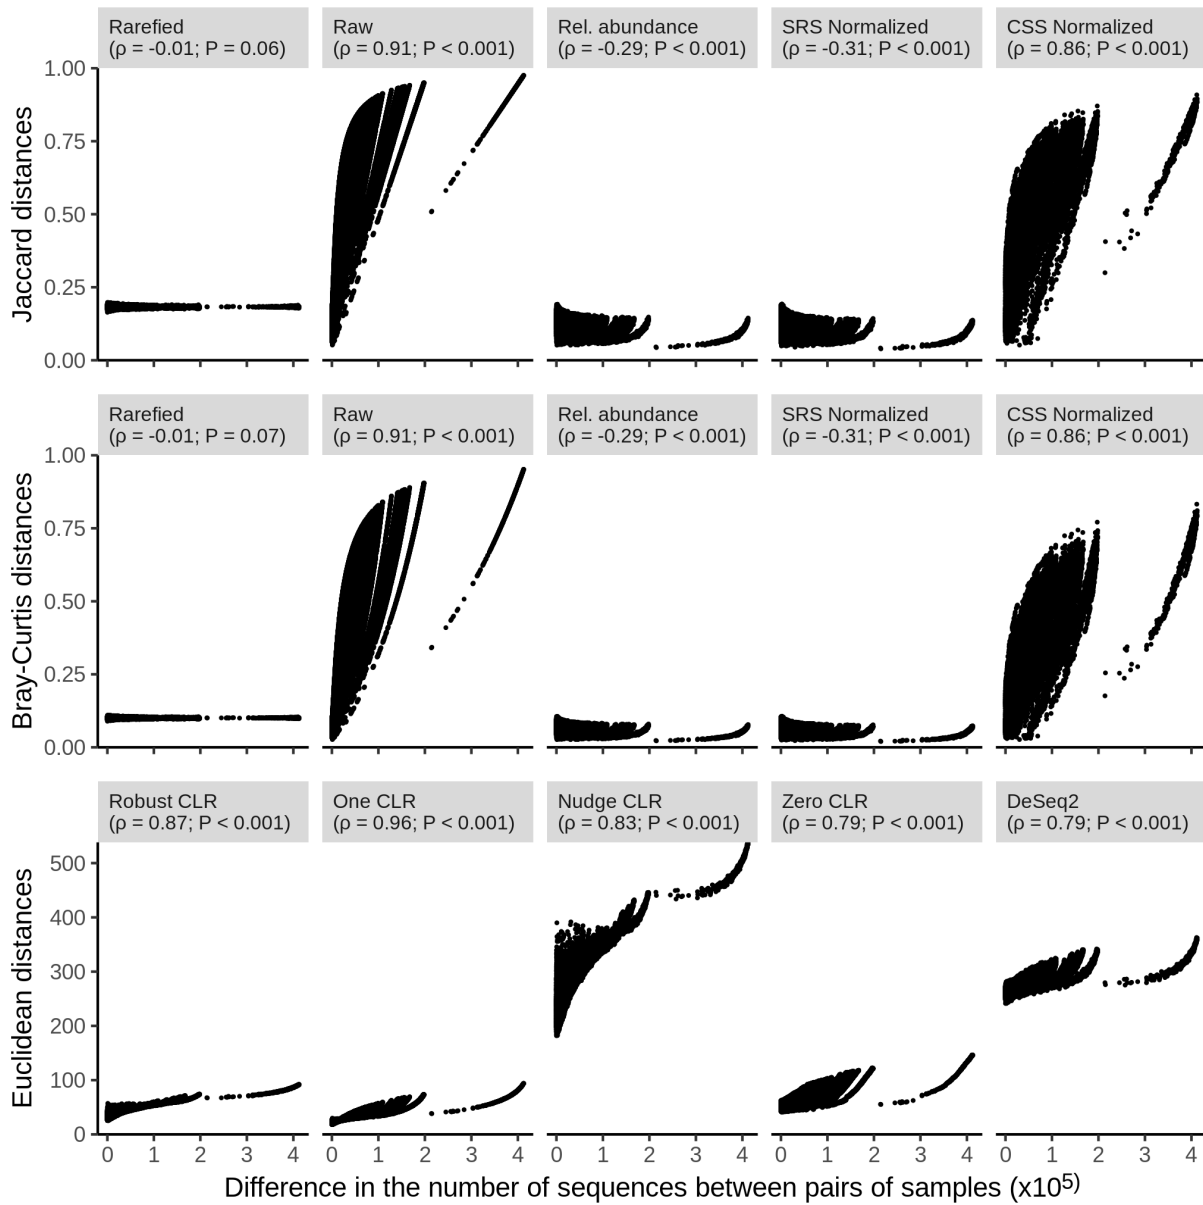 Rarefied
(ρ = -0.01; P = 0.06)
Raw
(ρ = 0.91; P < 0.001)
Rel. abundance
(ρ = -0.29; P < 0.001)
SRS Normalized
(ρ = -0.31; P < 0.001)
CSS Normalized
(ρ = 0.86; P < 0.001)
Jaccard distances
1.00
0.75
0.50
0.25
0.00
Rarefied
(ρ = -0.01; P = 0.07)
Raw
(ρ = 0.91; P < 0.001)
Rel. abundance
(ρ = -0.29; P < 0.001)
SRS Normalized
(ρ = -0.31; P < 0.001)
CSS Normalized
(ρ = 0.86; P < 0.001)
Bray-Curtis distances
1.00
0.75
0.50
0.25
0.00
Robust CLR
(ρ = 0.87; P < 0.001)
One CLR
(ρ = 0.96; P < 0.001)
Nudge CLR
(ρ = 0.83; P < 0.001)
Zero CLR
(ρ = 0.79; P < 0.001)
DeSeq2
(ρ = 0.79; P < 0.001)
Euclidean distances
500
400
300
200
100
0
0 1 2 3 4 0 1 2 3 4 0 1 2 3 4 0 1 2 3 4 0 1 2 3 4
Difference in the number of sequences between pairs of samples (x10⁵⁾